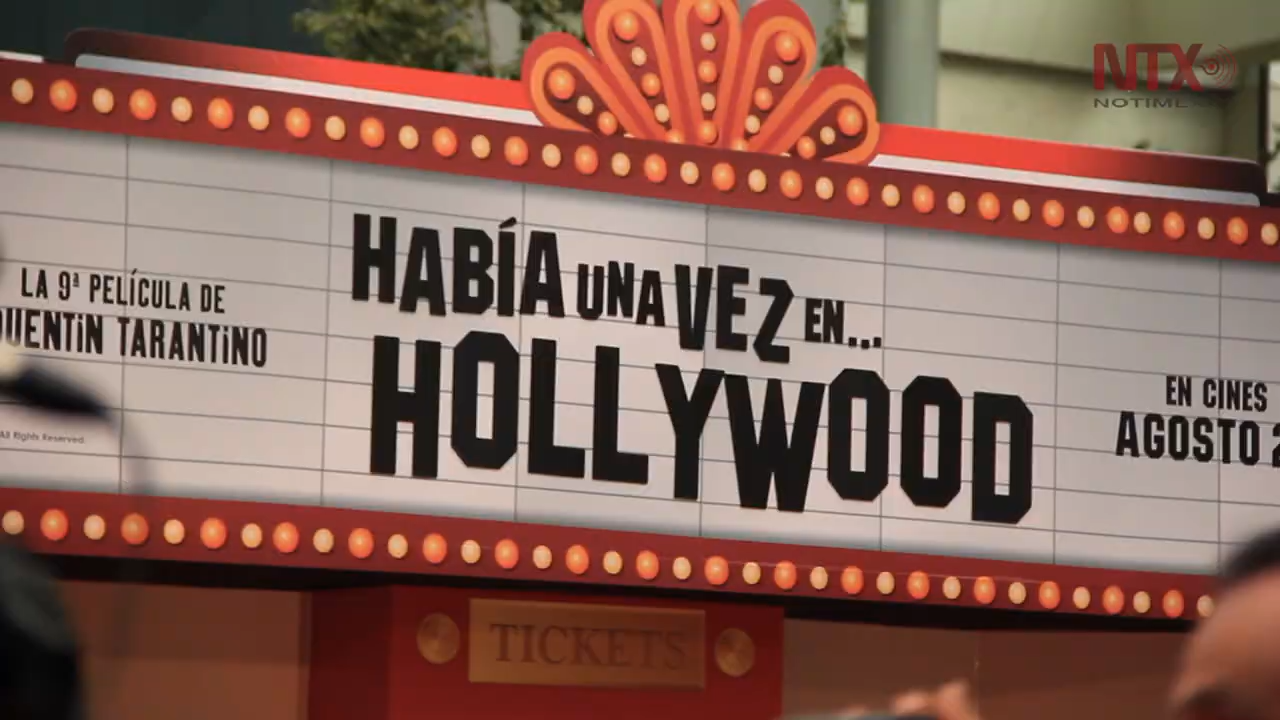 NTX
NOTIMEX
LA 9ª PELÍCULA DE
QUENTiN TARANTiNO
All Rights Reserved.
HABÍA UNA VEZ EN...
HOLLYWOOD
EN CINES
AGOSTO 2
TICKETS